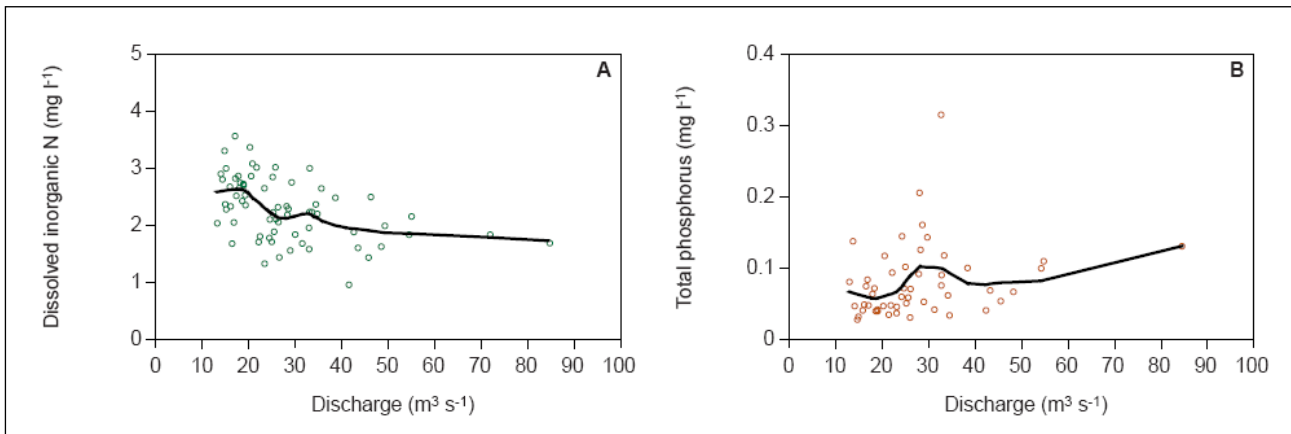 A
Dissolved inorganic N (mg l-1)
5
4
3
2
1
0
0 10 20 30 40 50 60 70 80 90 100
Discharge (m³ s-1)
B
Total phosphorus (mg l-1)
0.4
0.3
0.2
0.1
0
0 10 20 30 40 50 60 70 80 90 100
Discharge (m³ s-1)